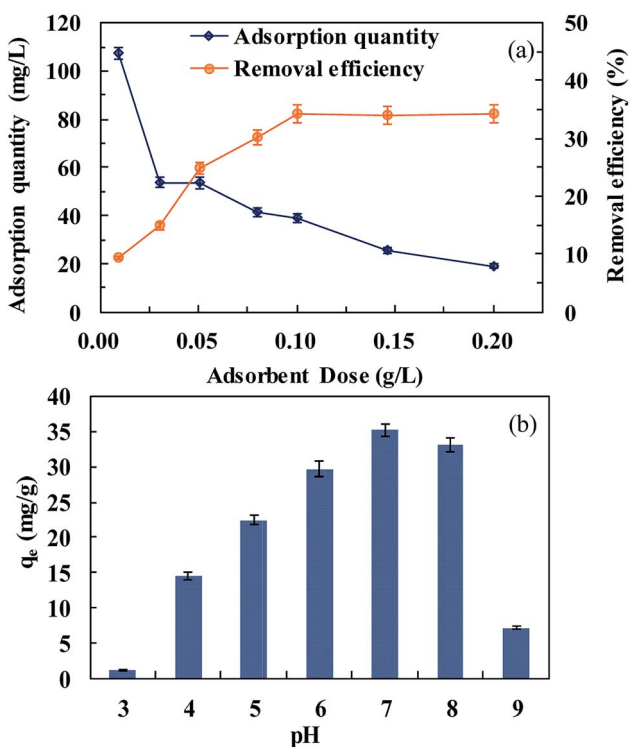 Adsorption quantity
(a)
Removal efficiency
Adsorption quantity (mg/L)
120
100
80
60
40
20
0
50
40
30
20
10
0
Removal efficiency (%)
0.00 0.05 0.10 0.15 0.20
Adsorbent Dose (g/L)
(b)
qe (mg/g)
40
35
30
25
20
15
10
5
0
3 4 5 6 7 8 9
pH